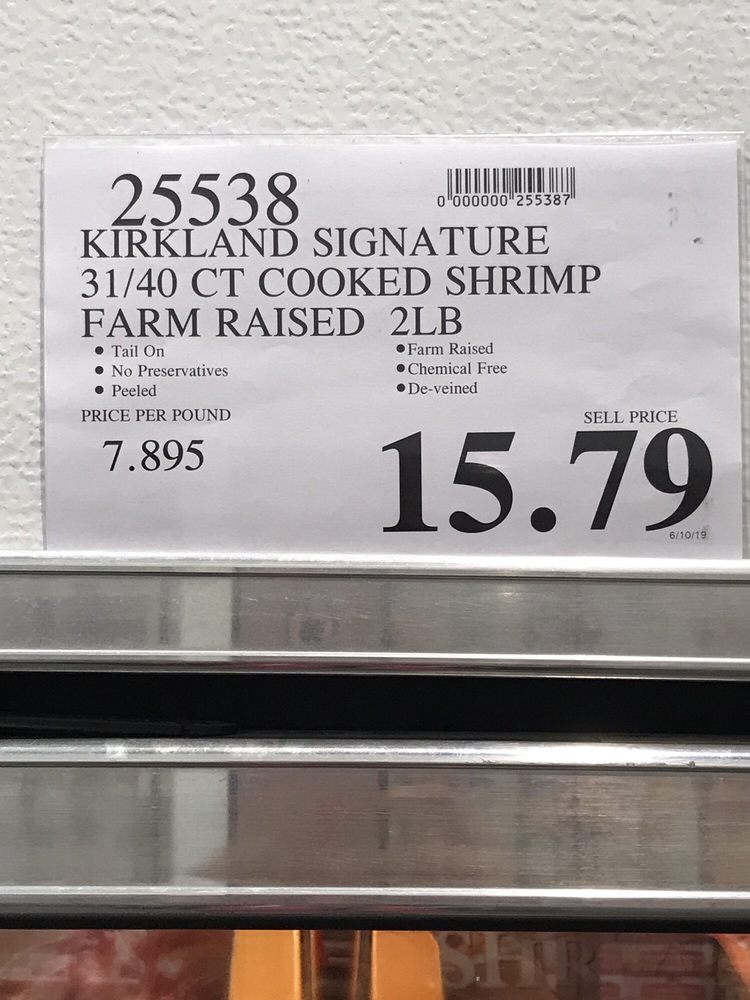 25538
0 000000 255387
KIRKLAND SIGNATURE
31/40 CT COOKED SHRIMP
FARM RAISED 2LB
• Tail On
• No Preservatives
• Peeled
• Farm Raised
• Chemical Free
• De-veined
PRICE PER POUND
7.895
SELL PRICE
15.79
6/10/19